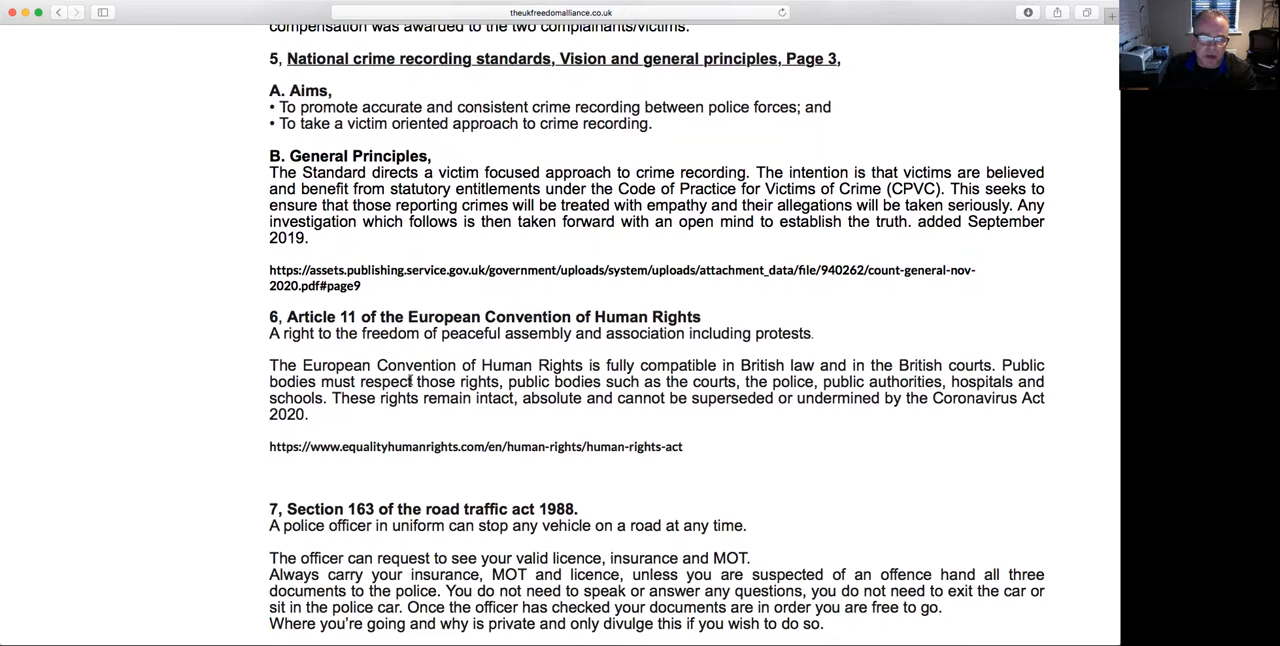 theukfreedomalliance.co.uk
compensation was awarded to the two complainants/victims.
5, National crime recording standards, Vision and general principles, Page 3,
A. Aims,
• To promote accurate and consistent crime recording between police forces; and
• To take a victim oriented approach to crime recording.
B. General Principles,
The Standard directs a victim focused approach to crime recording. The intention is that victims are believed
and benefit from statutory entitlements under the Code of Practice for Victims of Crime (CPVC). This seeks to
ensure that those reporting crimes will be treated with empathy and their allegations will be taken seriously. Any
investigation which follows is then taken forward with an open mind to establish the truth. added September
2019.
https://assets.publishing.service.gov.uk/government/uploads/system/uploads/attachment_data/file/940262/count-general-nov-
2020.pdf#page9
6, Article 11 of the European Convention of Human Rights
A right to the freedom of peaceful assembly and association including protests.
The European Convention of Human Rights is fully compatible in British law and in the British courts. Public
bodies must respect those rights, public bodies such as the courts, the police, public authorities, hospitals and
schools. These rights remain intact, absolute and cannot be superseded or undermined by the Coronavirus Act
2020.
https://www.equalityhumanrights.com/en/human-rights/human-rights-act
7, Section 163 of the road traffic act 1988.
A police officer in uniform can stop any vehicle on a road at any time.
The officer can request to see your valid licence, insurance and MOT.
Always carry your insurance, MOT and licence, unless you are suspected of an offence hand all three
documents to the police. You do not need to speak or answer any questions, you do not need to exit the car or
sit in the police car. Once the officer has checked your documents are in order you are free to go.
Where you're going and why is private and only divulge this if you wish to do so.